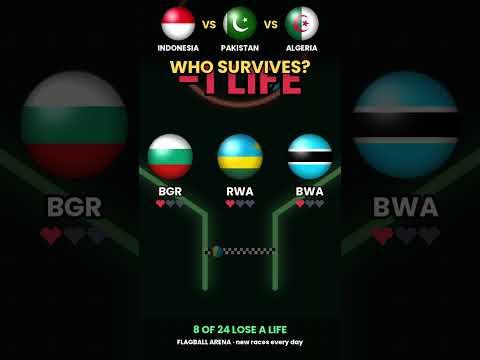 VS VS
INDONESIA PAKISTAN ALGERIA
WHO SURVIVES?
-1 LIFE
BGR RWA BWA
BGR BWA
8 OF 24 LOSE A LIFE
FLAGBALL ARENA · new races every day